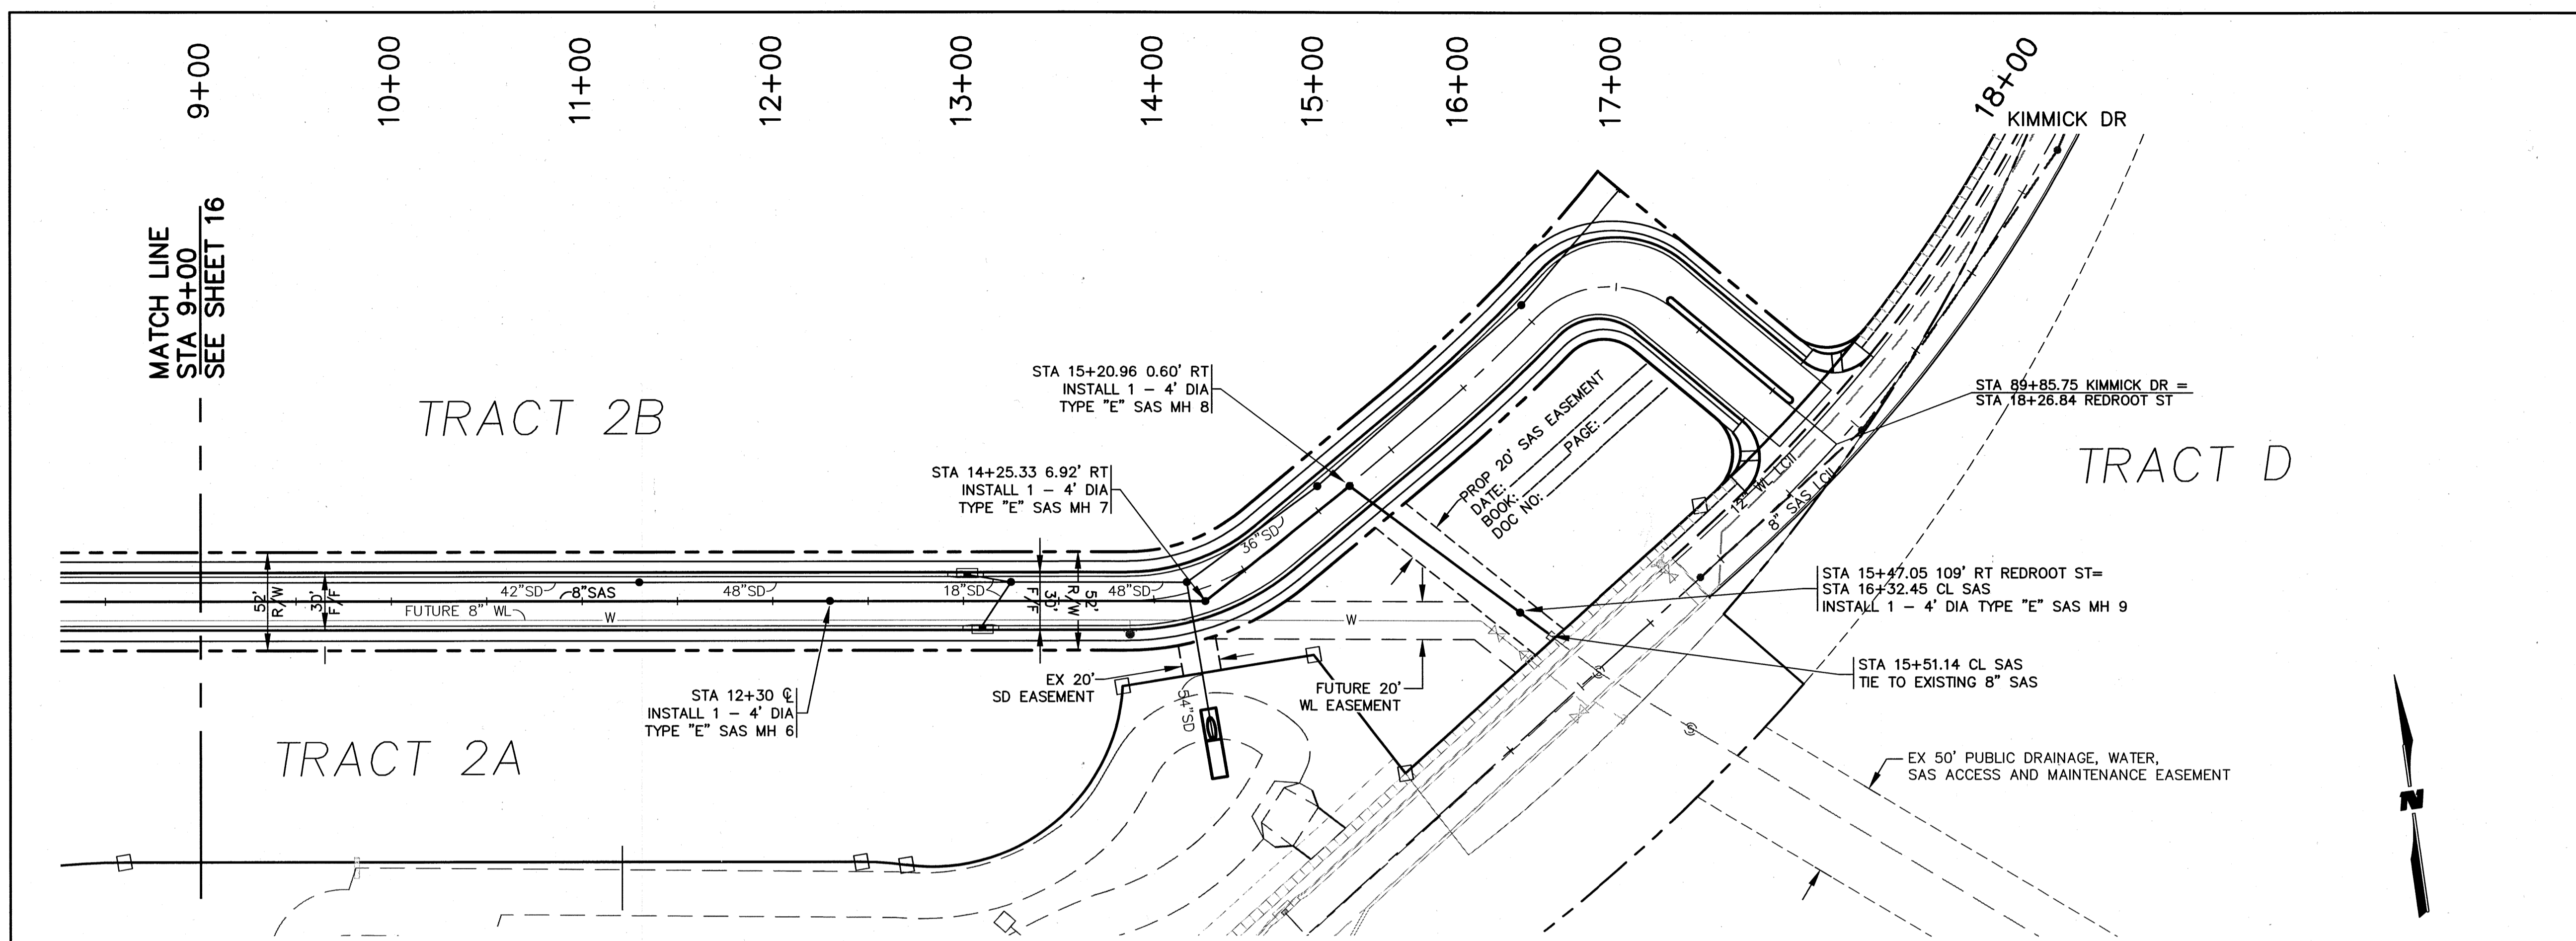 9+00
10+00
11+00
12+00
13+00
14+00
15+00
16+00
17+00
18+00
KIMMICK DR
MATCH LINE
STA 9+00
SEE SHEET 16
TRACT 2B
STA 15+20.96 0.60' RT
INSTALL 1 – 4' DIA
TYPE "E" SAS MH 8
STA 14+25.33 6.92' RT
INSTALL 1 – 4' DIA
TYPE "E" SAS MH 7
PROP 20' SAS EASEMENT
DATE:
BOOK: PAGE:
DOC NO:
STA 89+85.75 KIMMICK DR =
STA 18+26.84 REDROOT ST
TRACT D
12" WL LCII
8" SAS LCII
36"SD
52'
R/W
30'
F/F
42"SD
8"SAS
48"SD
18"SD
F/F
30'
R/W
52'
48"SD
FUTURE 8" WL
W
W
STA 15+47.05 109' RT REDROOT ST=
STA 16+32.45 CL SAS
INSTALL 1 – 4' DIA TYPE "E" SAS MH 9
STA 15+51.14 CL SAS
TIE TO EXISTING 8" SAS
EX 20'
SD EASEMENT
54"SD
FUTURE 20'
WL EASEMENT
STA 12+30 ℄
INSTALL 1 – 4' DIA
TYPE "E" SAS MH 6
TRACT 2A
S
S
EX 50' PUBLIC DRAINAGE, WATER,
SAS ACCESS AND MAINTENANCE EASEMENT
N